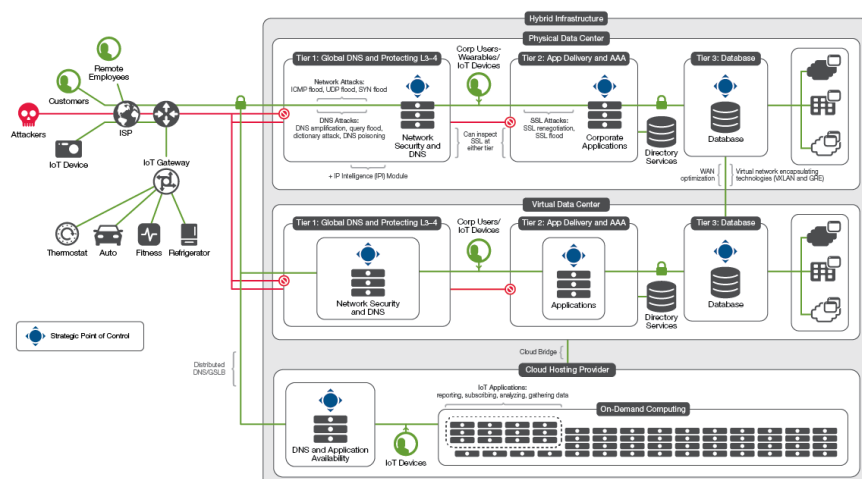 Hybrid Infrastructure
Physical Data Center
Remote
Employees
Customers
Attackers
ISP
IoT Device
IoT Gateway
Thermostat
Auto
Fitness
Refrigerator
Strategic Point of Control
Tier 1: Global DNS and Protecting L3–4
Network Attacks:
ICMP flood, UDP flood, SYN flood
DNS Attacks:
DNS amplification, query flood,
dictionary attack, DNS poisoning
Network
Security and DNS
+ IP Intelligence (IPI) Module
Corp Users-
Wearables/
IoT Devices
Can inspect
SSL at
either tier
Tier 2: App Delivery and AAA
SSL Attacks:
SSL renegotiation,
SSL flood
Corporate
Applications
Directory
Services
Tier 3: Database
Database
WAN
optimization
Virtual network encapsulating
technologies (VXLAN and GRE)
Virtual Data Center
Tier 1: Global DNS and Protecting L3–4
Network Security
and DNS
Corp Users/
IoT Devices
Tier 2: App Delivery and AAA
Applications
Directory
Services
Tier 3: Database
Database
Distributed
DNS/GSLB
Cloud Bridge
Cloud Hosting Provider
DNS and Application
Availability
IoT Devices
IoT Applications:
reporting, subscribing, analyzing, gathering data
On-Demand Computing